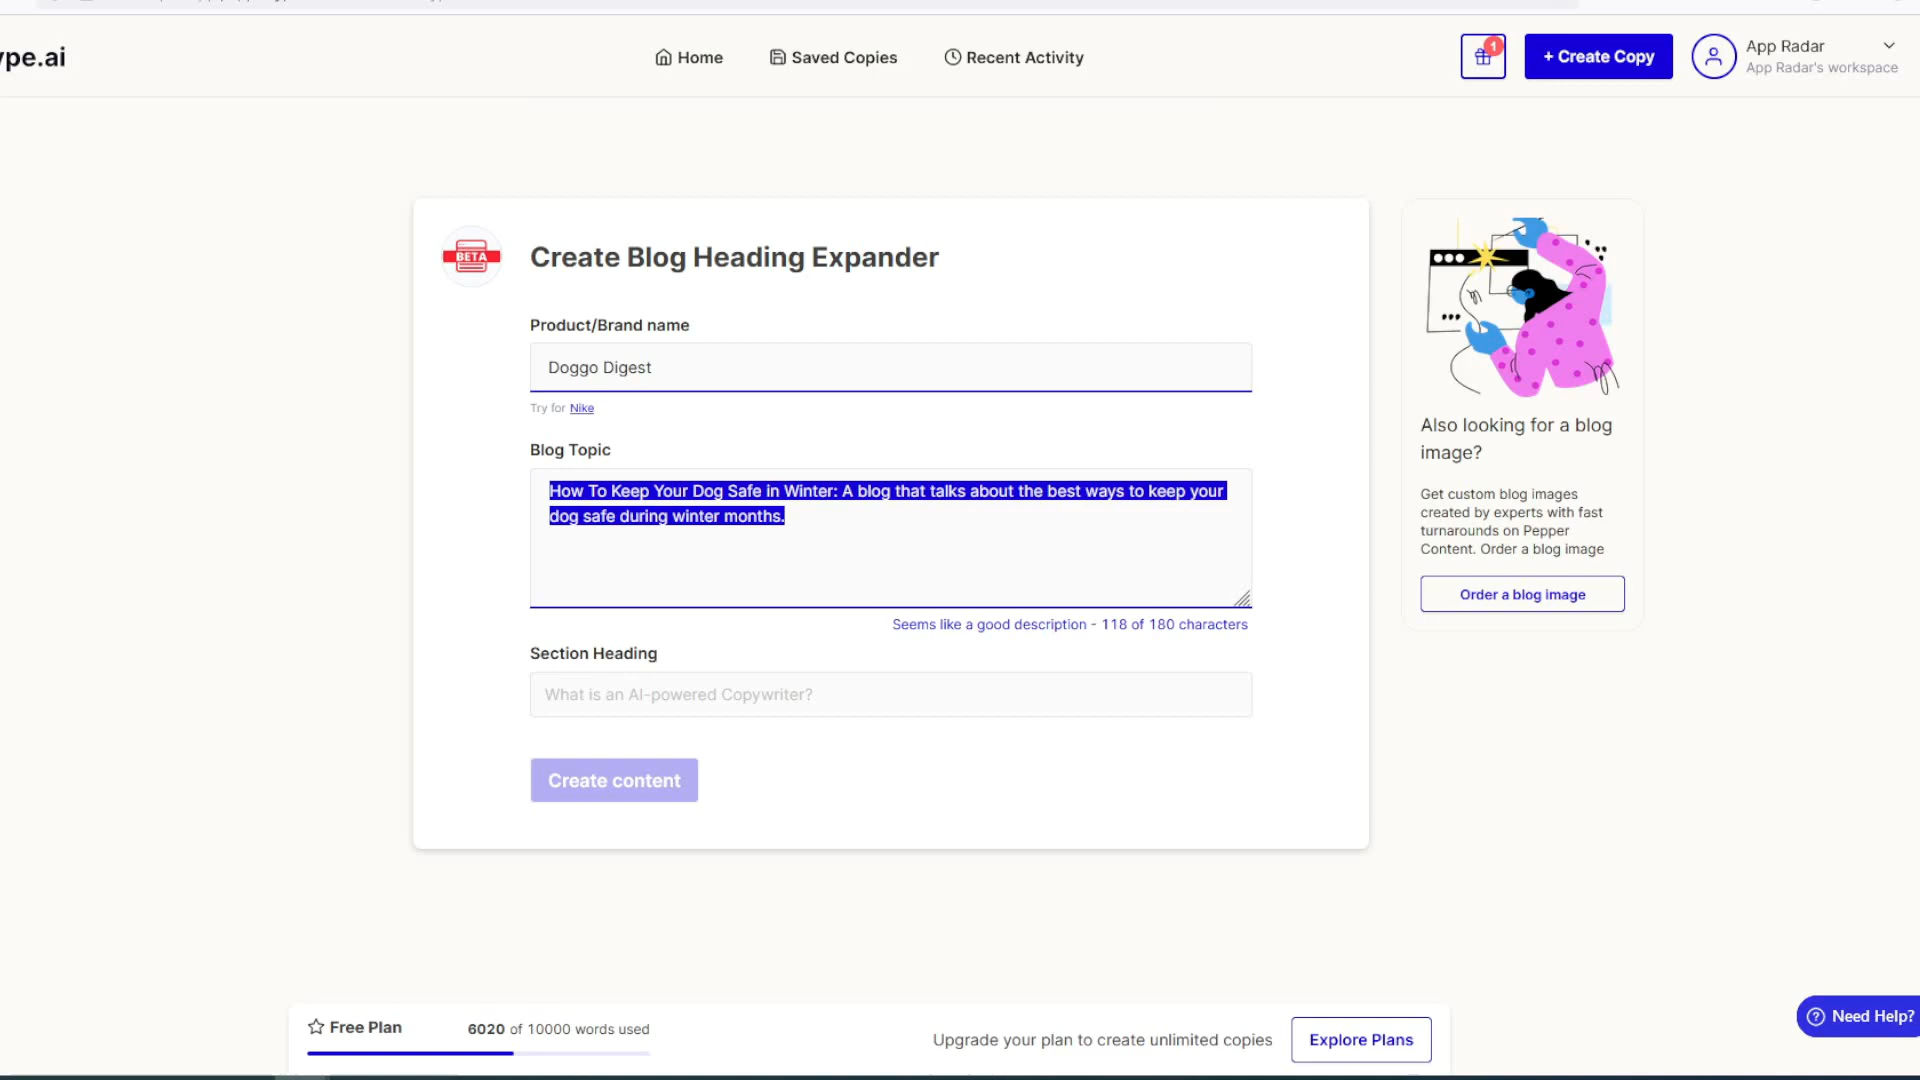 ype.ai
Home
Saved Copies
Recent Activity
1
+ Create Copy
App Radar
App Radar's workspace
BETA
Create Blog Heading Expander
Product/Brand name
Doggo Digest
Try for Nike
Blog Topic
How To Keep Your Dog Safe in Winter: A blog that talks about the best ways to keep your
dog safe during winter months.
Seems like a good description - 118 of 180 characters
Section Heading
What is an AI-powered Copywriter?
Create content
Also looking for a blog
image?
Get custom blog images
created by experts with fast
turnarounds on Pepper
Content. Order a blog image
Order a blog image
Free Plan
6020 of 10000 words used
Upgrade your plan to create unlimited copies
Explore Plans
Need Help?